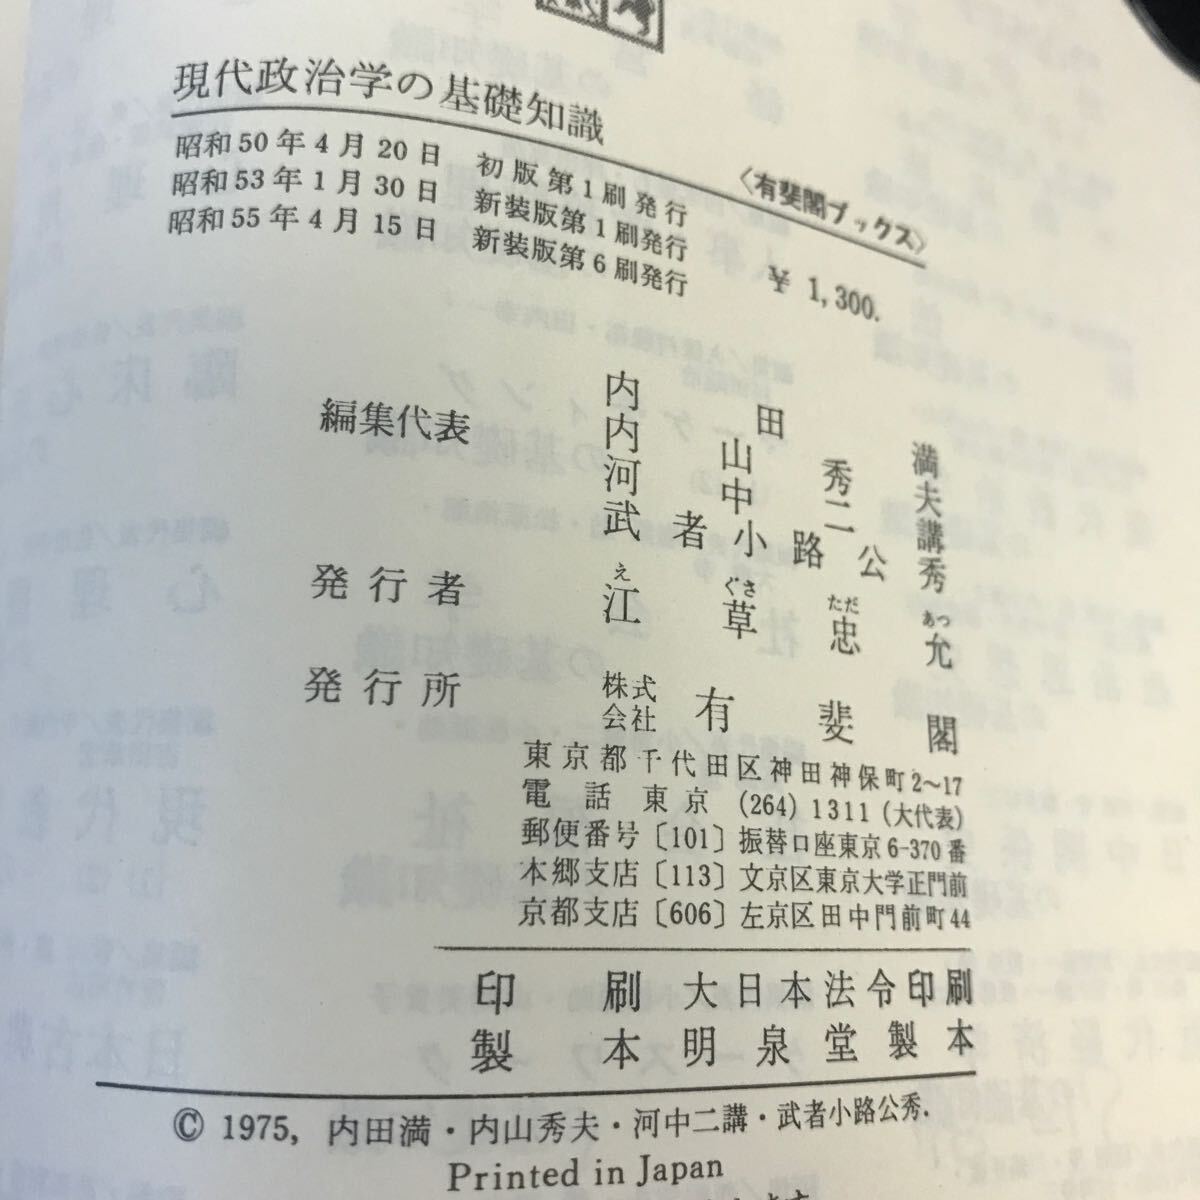 現代政治学の基礎知識
〈有斐閣ブックス〉
昭和50年4月20日 初版第1刷発行
昭和53年1月30日 新装版第1刷発行
昭和55年4月15日 新装版第6刷発行
¥ 1,300.
編集代表
内田満
内山秀夫
河中二講
武者小路公秀
え ぐさ ただ あつ
発行者 江草忠允
発行所 株式会社 有斐閣
東京都千代田区神田神保町2~17
電話 東京 (264) 1311 (大代表)
郵便番号〔101〕振替口座東京6-370番
本郷支店〔113〕文京区東京大学正門前
京都支店〔606〕左京区田中門前町44
印刷 大日本法令印刷
製本 明泉堂製本
© 1975, 内田満・内山秀夫・河中二講・武者小路公秀.
Printed in Japan